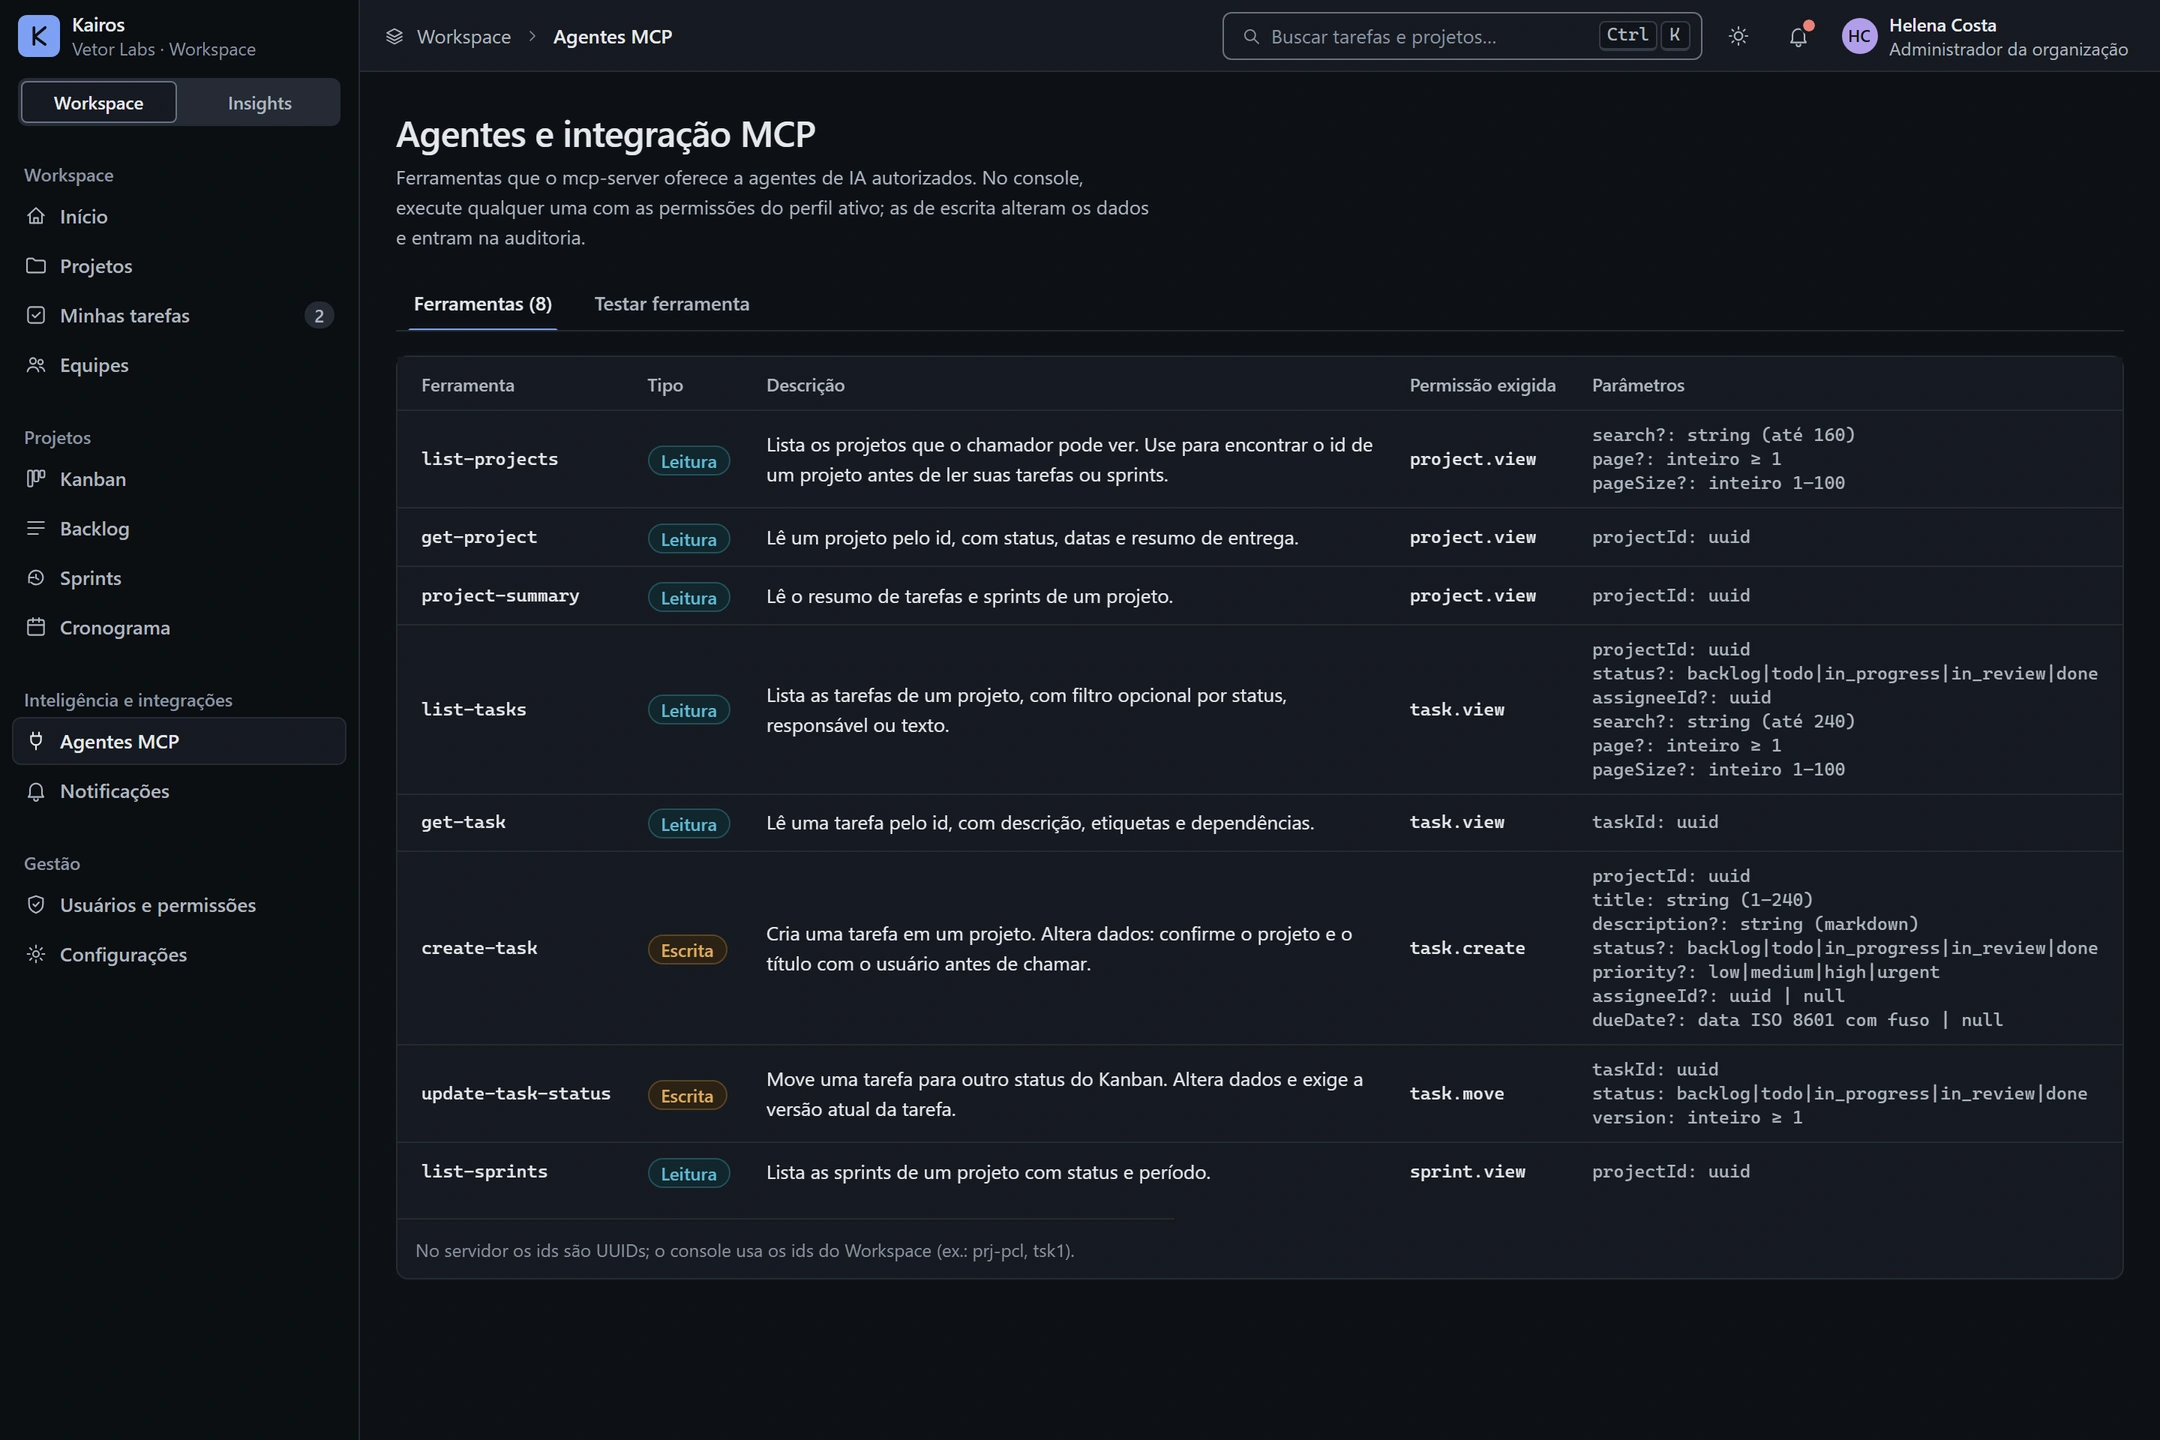 Kairos
Vetor Labs · Workspace
Workspace
Insights
Workspace
Início
Projetos
Minhas tarefas
2
Equipes
Projetos
Kanban
Backlog
Sprints
Cronograma
Inteligência e integrações
Agentes MCP
Notificações
Gestão
Usuários e permissões
Configurações
Workspace > Agentes MCP
Buscar tarefas e projetos...
Ctrl K
HC
Helena Costa
Administrador da organização
Agentes e integração MCP
Ferramentas que o mcp-server oferece a agentes de IA autorizados. No console,
execute qualquer uma com as permissões do perfil ativo; as de escrita alteram os dados
e entram na auditoria.
Ferramentas (8)
Testar ferramenta
Ferramenta Tipo Descrição Permissão exigida Parâmetros
list-projects
Leitura
Lista os projetos que o chamador pode ver. Use para encontrar o id de
um projeto antes de ler suas tarefas ou sprints.
project.view
search?: string (até 160)
page?: inteiro ≥ 1
pageSize?: inteiro 1–100
get-project
Leitura
Lê um projeto pelo id, com status, datas e resumo de entrega.
project.view
projectId: uuid
project-summary
Leitura
Lê o resumo de tarefas e sprints de um projeto.
project.view
projectId: uuid
list-tasks
Leitura
Lista as tarefas de um projeto, com filtro opcional por status,
responsável ou texto.
task.view
projectId: uuid
status?: backlog|todo|in_progress|in_review|done
assigneeId?: uuid
search?: string (até 240)
page?: inteiro ≥ 1
pageSize?: inteiro 1–100
get-task
Leitura
Lê uma tarefa pelo id, com descrição, etiquetas e dependências.
task.view
taskId: uuid
create-task
Escrita
Cria uma tarefa em um projeto. Altera dados: confirme o projeto e o
título com o usuário antes de chamar.
task.create
projectId: uuid
title: string (1–240)
description?: string (markdown)
status?: backlog|todo|in_progress|in_review|done
priority?: low|medium|high|urgent
assigneeId?: uuid | null
dueDate?: data ISO 8601 com fuso | null
update-task-status
Escrita
Move uma tarefa para outro status do Kanban. Altera dados e exige a
versão atual da tarefa.
task.move
taskId: uuid
status: backlog|todo|in_progress|in_review|done
version: inteiro ≥ 1
list-sprints
Leitura
Lista as sprints de um projeto com status e período.
sprint.view
projectId: uuid
No servidor os ids são UUIDs; o console usa os ids do Workspace (ex.: prj-pcl, tsk1).